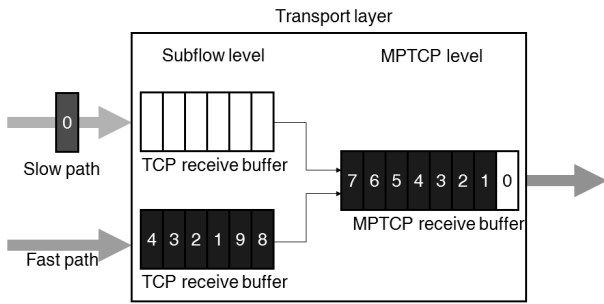 Transport layer
Subflow level
MPTCP level
0
Slow path
TCP receive buffer
7 6 5 4 3 2 1 0
MPTCP receive buffer
4 3 2 1 9 8
Fast path
TCP receive buffer